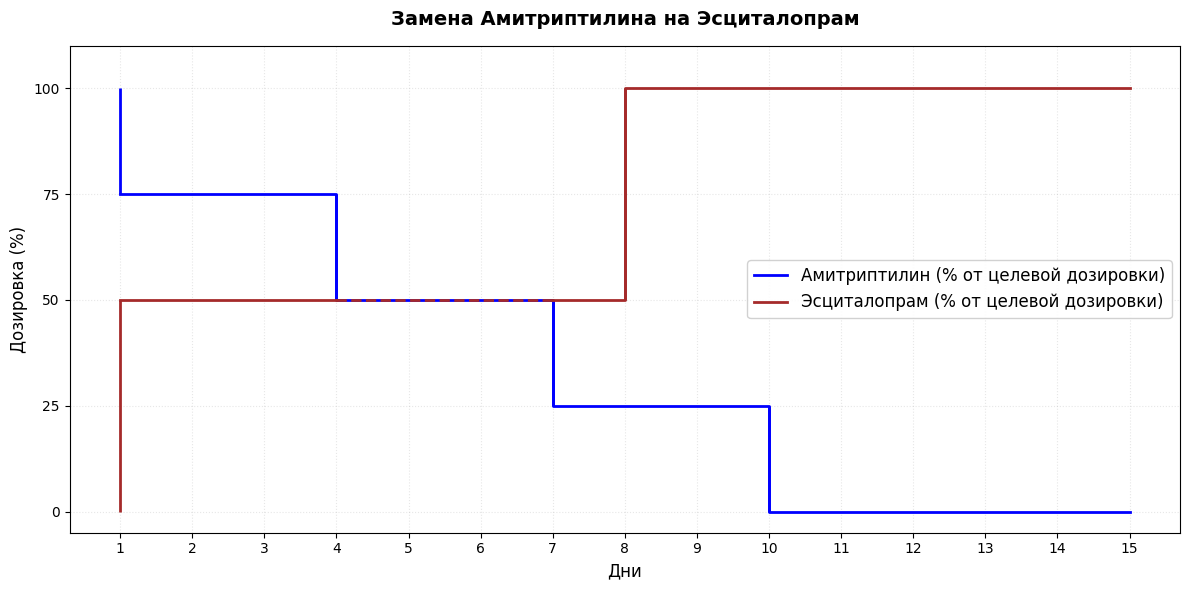 Замена Амитриптилина на Эсциталопрам
Дозировка (%)
100
75
50
25
0
Амитриптилин (% от целевой дозировки)
Эсциталопрам (% от целевой дозировки)
1 2 3 4 5 6 7 8 9 10 11 12 13 14 15
Дни